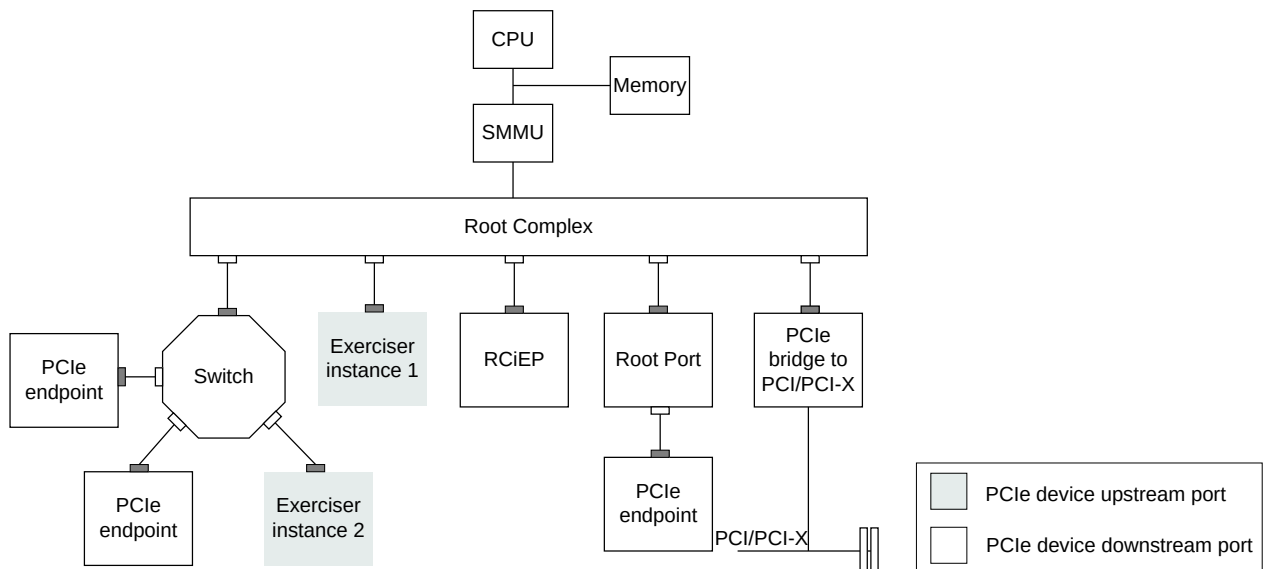 CPU
Memory
SMMU
Root Complex
PCIe
endpoint
Switch
Exerciser
instance 1
RCiEP
Root Port
PCIe
bridge to
PCI/PCI-X
PCIe
endpoint
Exerciser
instance 2
PCIe
endpoint
PCI/PCI-X
PCIe device upstream port
PCIe device downstream port